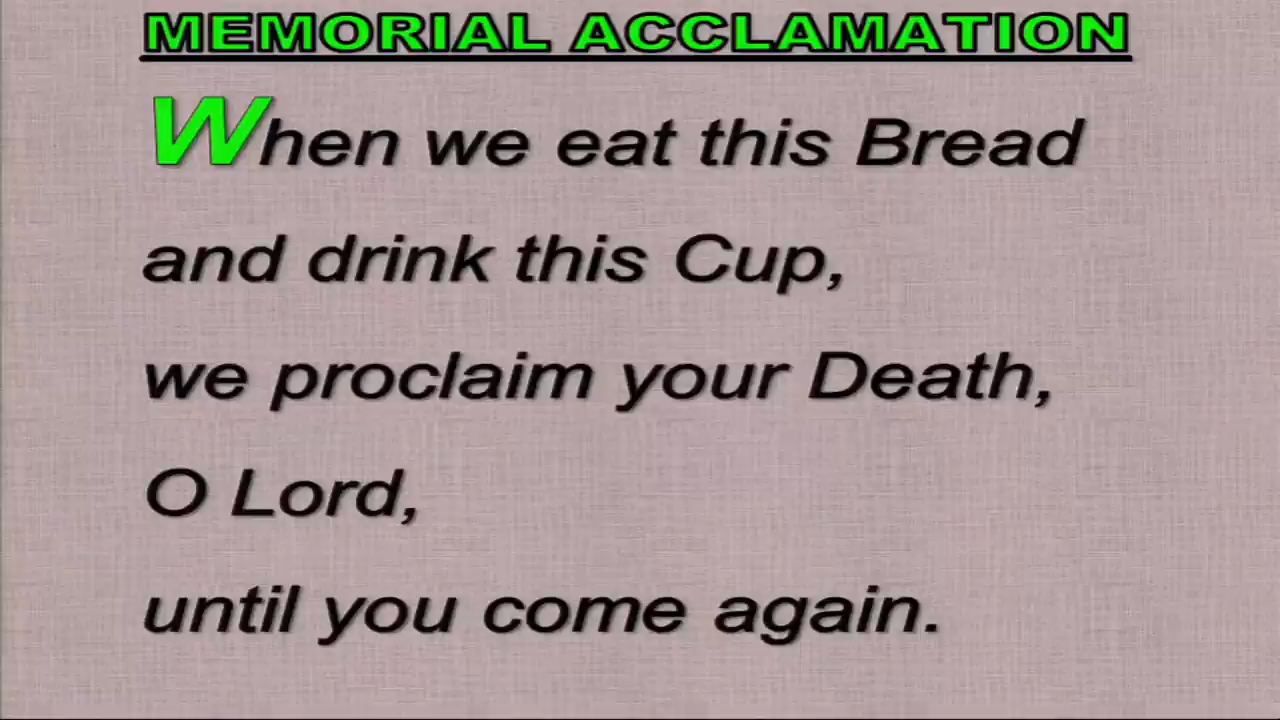 MEMORIAL ACCLAMATION
When we eat this Bread
and drink this Cup,
we proclaim your Death,
O Lord,
until you come again.